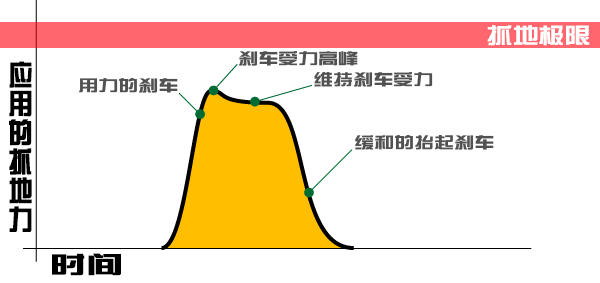 抓地极限
刹车受力高峰
维持刹车受力
用力的刹车
缓和的抬起刹车
应用的抓地力
时间